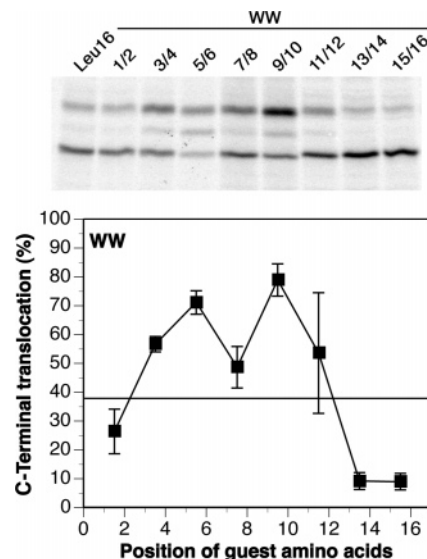 WW
Leu16 1/2 3/4 5/6 7/8 9/10 11/12 13/14 15/16
100
WW
90
80
70
60
50
40
30
20
10
0
C-Terminal translocation (%)
0 2 4 6 8 10 12 14 16
Position of guest amino acids